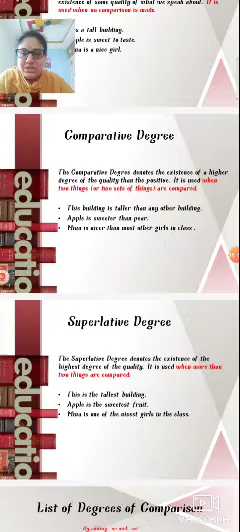 existence of some quality of what we speak about. It is
used when no comparison is made.
a tall building.
is sweet to taste.
is a nice girl.
Comparative Degree
The Comparative Degree denotes the existence of a higher
degree of the quality than the positive. It is used when
two things (or two sets of things) are compared.
• This building is taller than any other building.
• Apple is sweeter than pear.
• Mina is nicer than most other girls in class.
educatio
Superlative Degree
The Superlative Degree denotes the existence of the
highest degree of the quality. It is used when more than
two things are compared.
• This is the tallest building.
• Apple is the sweetest fruit.
• Mina is one of the nicest girls in the class.
educatio
List of Degrees of Comparison
By adding